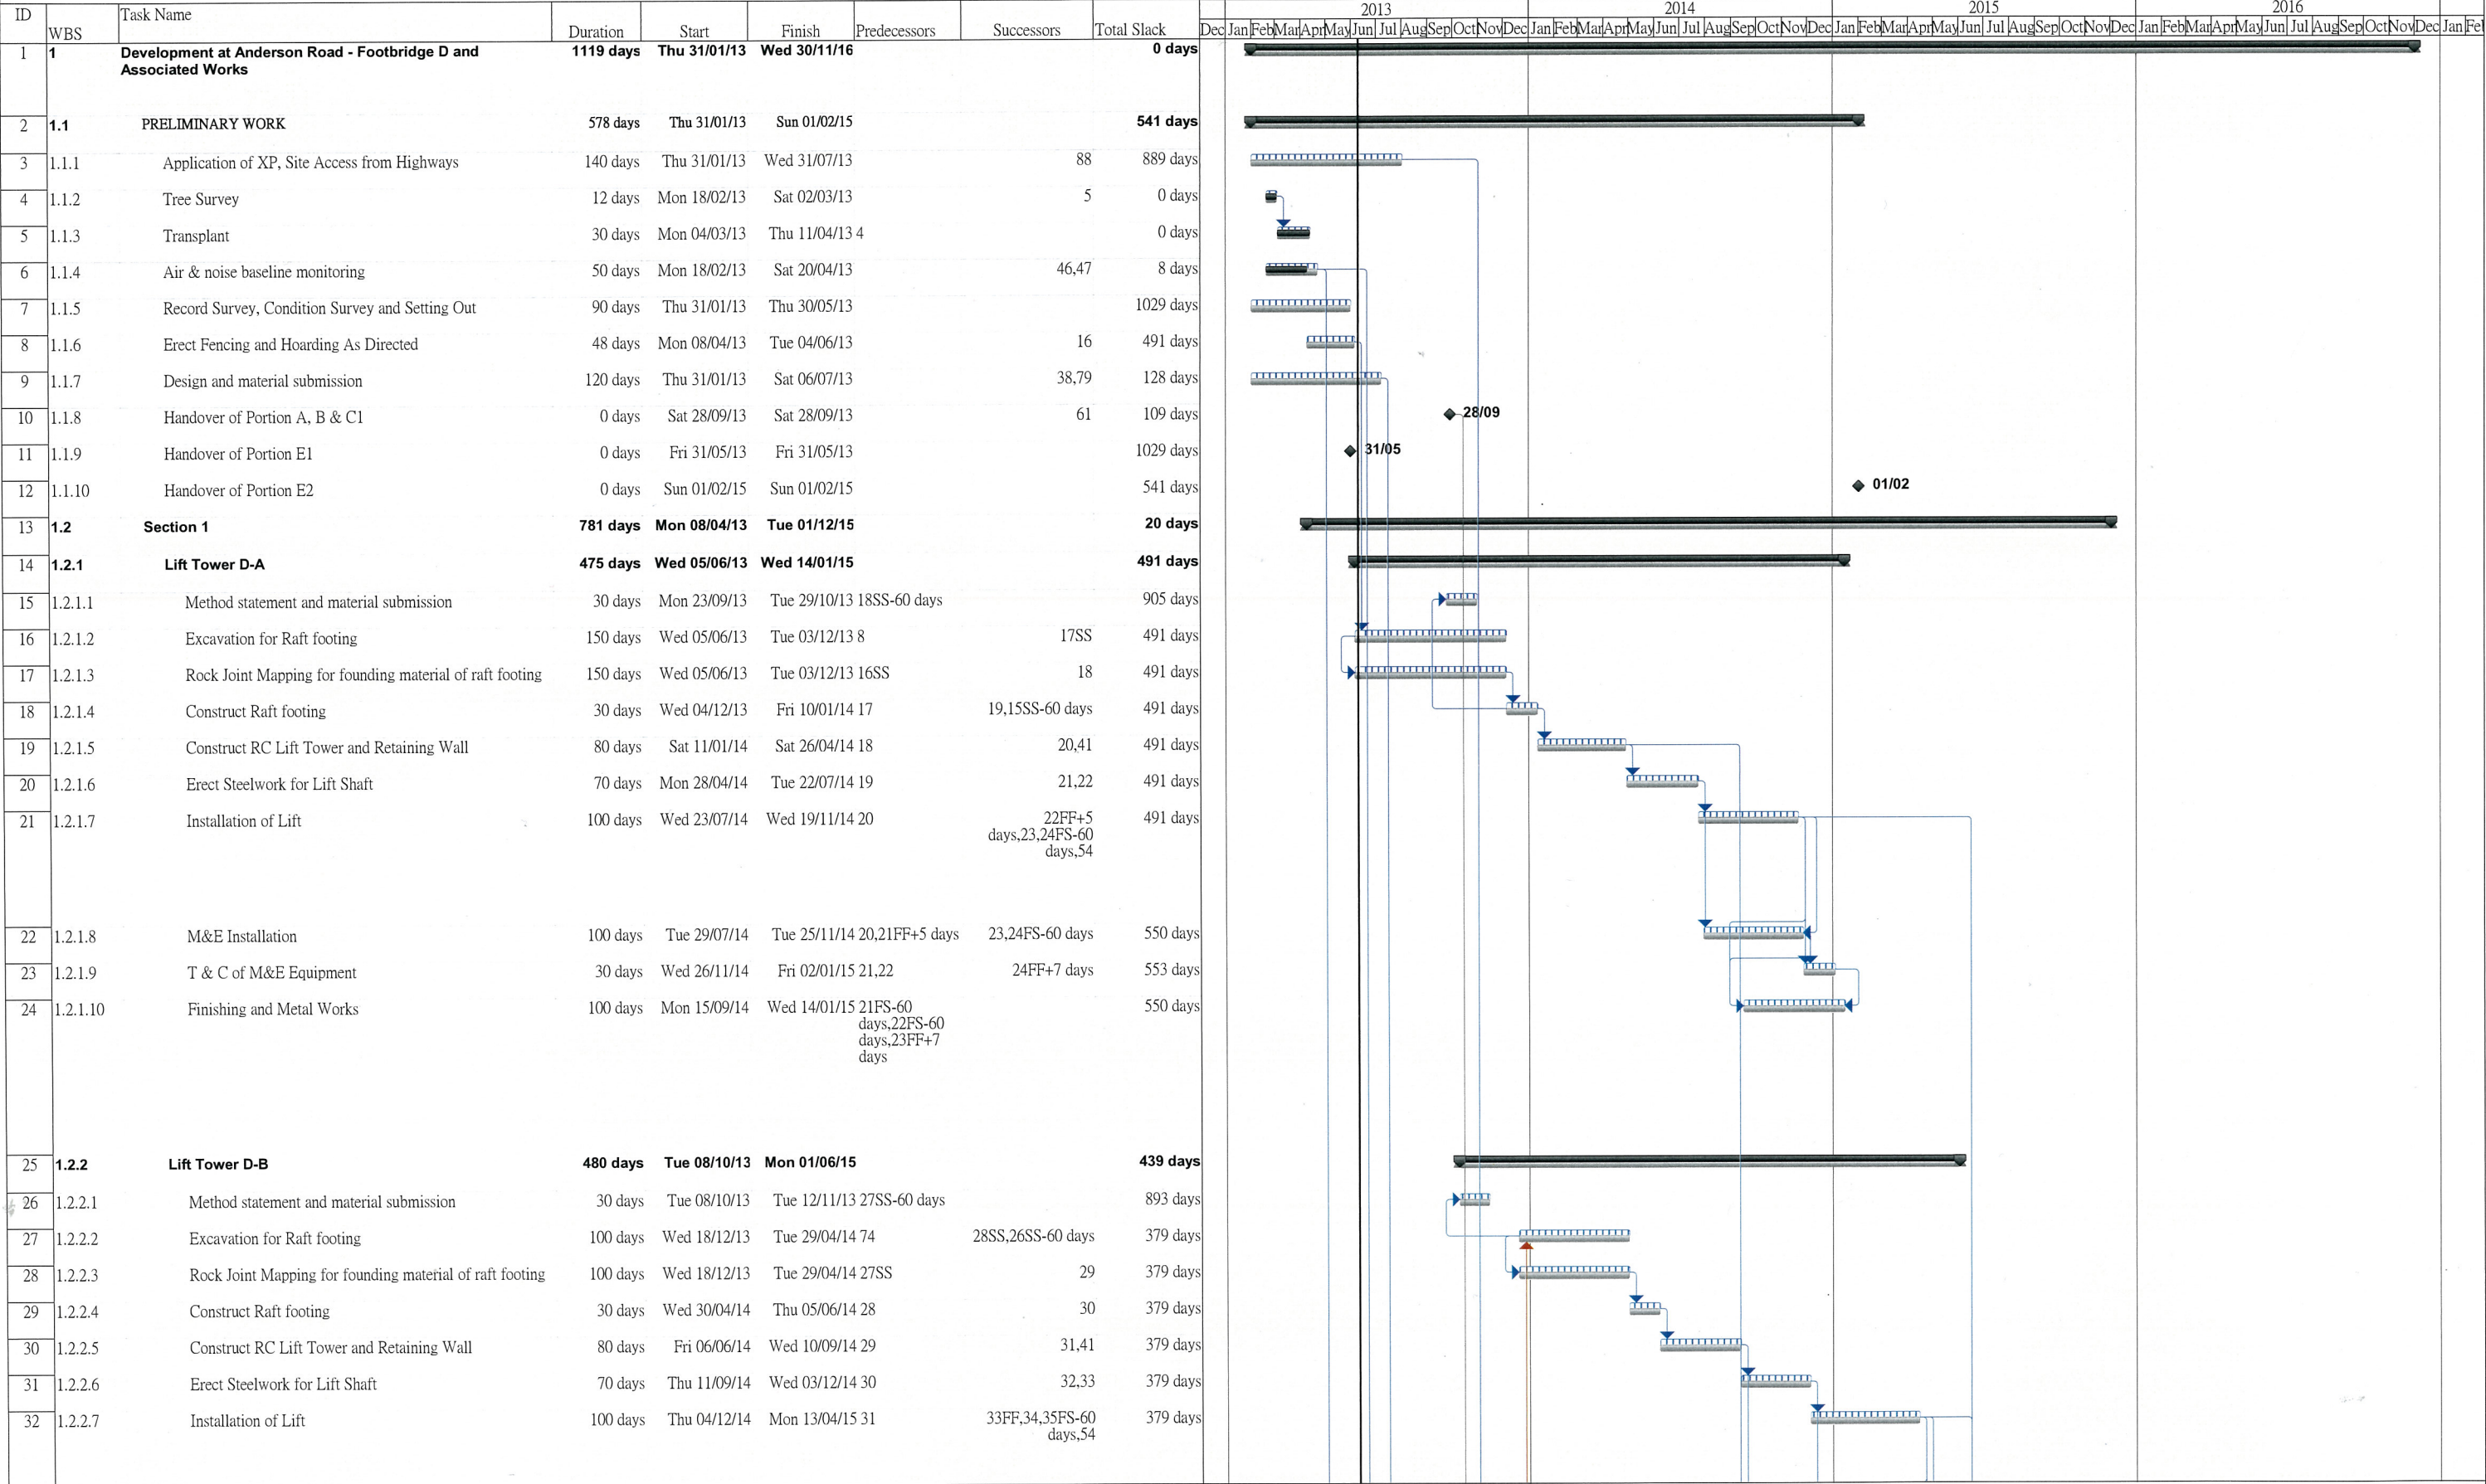 ID WBS Task Name Duration Start Finish Predecessors Successors Total Slack
2013 2014 2015 2016
Dec Jan Feb Mar Apr May Jun Jul Aug Sep Oct Nov Dec Jan Feb Mar Apr May Jun Jul Aug Sep Oct Nov Dec Jan Feb Mar Apr May Jun Jul Aug Sep Oct Nov Dec Jan Feb Mar Apr May Jun Jul Aug Sep Oct Nov Dec Jan Fe
1 1 Development at Anderson Road - Footbridge D and 1119 days Thu 31/01/13 Wed 30/11/16 0 days
Associated Works
2 1.1 PRELIMINARY WORK 578 days Thu 31/01/13 Sun 01/02/15 541 days
3 1.1.1 Application of XP, Site Access from Highways 140 days Thu 31/01/13 Wed 31/07/13 88 889 days
4 1.1.2 Tree Survey 12 days Mon 18/02/13 Sat 02/03/13 5 0 days
5 1.1.3 Transplant 30 days Mon 04/03/13 Thu 11/04/13 4 0 days
6 1.1.4 Air & noise baseline monitoring 50 days Mon 18/02/13 Sat 20/04/13 46,47 8 days
7 1.1.5 Record Survey, Condition Survey and Setting Out 90 days Thu 31/01/13 Thu 30/05/13 1029 days
8 1.1.6 Erect Fencing and Hoarding As Directed 48 days Mon 08/04/13 Tue 04/06/13 16 491 days
9 1.1.7 Design and material submission 120 days Thu 31/01/13 Sat 06/07/13 38,79 128 days
10 1.1.8 Handover of Portion A, B & C1 0 days Sat 28/09/13 Sat 28/09/13 61 109 days 28/09
11 1.1.9 Handover of Portion E1 0 days Fri 31/05/13 Fri 31/05/13 1029 days 31/05
12 1.1.10 Handover of Portion E2 0 days Sun 01/02/15 Sun 01/02/15 541 days 01/02
13 1.2 Section 1 781 days Mon 08/04/13 Tue 01/12/15 20 days
14 1.2.1 Lift Tower D-A 475 days Wed 05/06/13 Wed 14/01/15 491 days
15 1.2.1.1 Method statement and material submission 30 days Mon 23/09/13 Tue 29/10/13 18SS-60 days 905 days
16 1.2.1.2 Excavation for Raft footing 150 days Wed 05/06/13 Tue 03/12/13 8 17SS 491 days
17 1.2.1.3 Rock Joint Mapping for founding material of raft footing 150 days Wed 05/06/13 Tue 03/12/13 16SS 18 491 days
18 1.2.1.4 Construct Raft footing 30 days Wed 04/12/13 Fri 10/01/14 17 19,15SS-60 days 491 days
19 1.2.1.5 Construct RC Lift Tower and Retaining Wall 80 days Sat 11/01/14 Sat 26/04/14 18 20,41 491 days
20 1.2.1.6 Erect Steelwork for Lift Shaft 70 days Mon 28/04/14 Tue 22/07/14 19 21,22 491 days
21 1.2.1.7 Installation of Lift 100 days Wed 23/07/14 Wed 19/11/14 20 22FF+5 491 days
days,23,24FS-60
days,54
22 1.2.1.8 M&E Installation 100 days Tue 29/07/14 Tue 25/11/14 20,21FF+5 days 23,24FS-60 days 550 days
23 1.2.1.9 T & C of M&E Equipment 30 days Wed 26/11/14 Fri 02/01/15 21,22 24FF+7 days 553 days
24 1.2.1.10 Finishing and Metal Works 100 days Mon 15/09/14 Wed 14/01/15 21FS-60 550 days
days,22FS-60
days,23FF+7
days
25 1.2.2 Lift Tower D-B 480 days Tue 08/10/13 Mon 01/06/15 439 days
26 1.2.2.1 Method statement and material submission 30 days Tue 08/10/13 Tue 12/11/13 27SS-60 days 893 days
27 1.2.2.2 Excavation for Raft footing 100 days Wed 18/12/13 Tue 29/04/14 74 28SS,26SS-60 days 379 days
28 1.2.2.3 Rock Joint Mapping for founding material of raft footing 100 days Wed 18/12/13 Tue 29/04/14 27SS 29 379 days
29 1.2.2.4 Construct Raft footing 30 days Wed 30/04/14 Thu 05/06/14 28 30 379 days
30 1.2.2.5 Construct RC Lift Tower and Retaining Wall 80 days Fri 06/06/14 Wed 10/09/14 29 31,41 379 days
31 1.2.2.6 Erect Steelwork for Lift Shaft 70 days Thu 11/09/14 Wed 03/12/14 30 32,33 379 days
32 1.2.2.7 Installation of Lift 100 days Thu 04/12/14 Mon 13/04/15 31 33FF,34,35FS-60 379 days
days,54